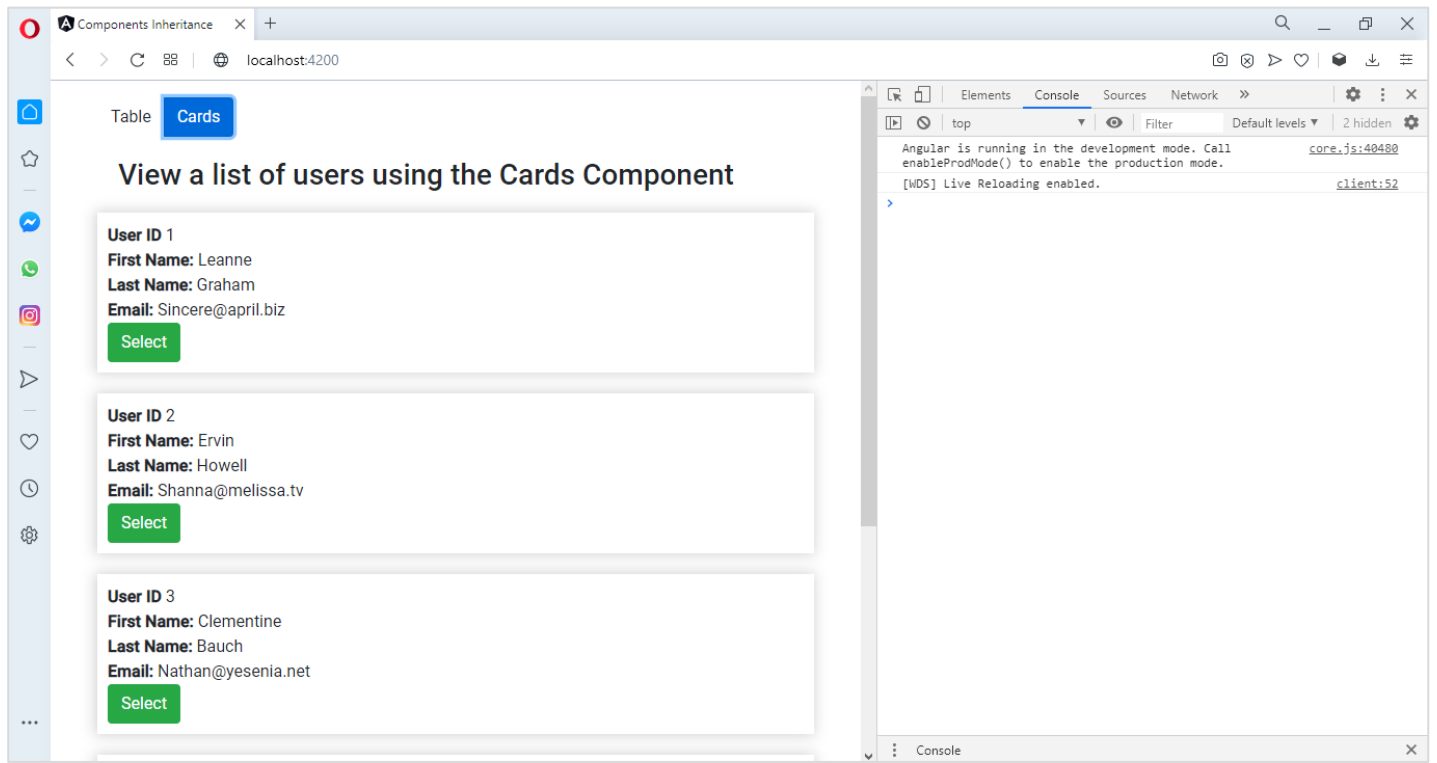 Components Inheritance
localhost:4200
Table Cards
View a list of users using the Cards Component
User ID 1
First Name: Leanne
Last Name: Graham
Email: Sincere@april.biz
Select
User ID 2
First Name: Ervin
Last Name: Howell
Email: Shanna@melissa.tv
Select
User ID 3
First Name: Clementine
Last Name: Bauch
Email: Nathan@yesenia.net
Select
Elements Console Sources Network
top Filter Default levels 2 hidden
Angular is running in the development mode. Call core.js:40480
enableProdMode() to enable the production mode.
[WDS] Live Reloading enabled. client:52
Console